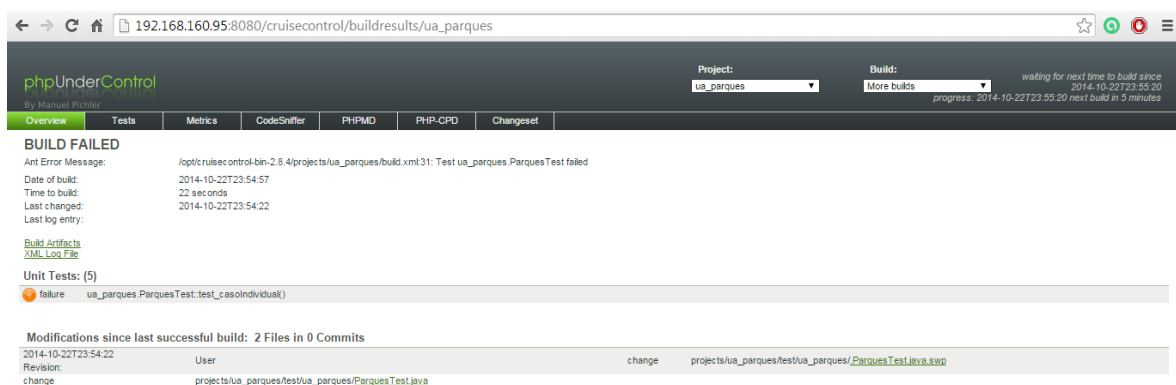 192.168.160.95:8080/cruisecontrol/buildresults/ua_parques
phpUnderControl
By Manuel Pichler
Project:
ua_parques
Build:
More builds
waiting for next time to build since
2014-10-22T23:55:20
progress: 2014-10-22T23:55:20 next build in 5 minutes
Overview Tests Metrics CodeSniffer PHPMD PHP-CPD Changeset
BUILD FAILED
Ant Error Message: /opt/cruisecontrol-bin-2.8.4/projects/ua_parques/build.xml:31: Test ua_parques.ParquesTest failed
Date of build: 2014-10-22T23:54:57
Time to build: 22 seconds
Last changed: 2014-10-22T23:54:22
Last log entry:
Build Artifacts
XML Log File
Unit Tests: (5)
failure ua_parques.ParquesTest::test_casoIndividual()
Modifications since last successful build: 2 Files in 0 Commits
2014-10-22T23:54:22
Revision:
User change projects/ua_parques/test/ua_parques/.ParquesTest.java.swp
change projects/ua_parques/test/ua_parques/ParquesTest.java